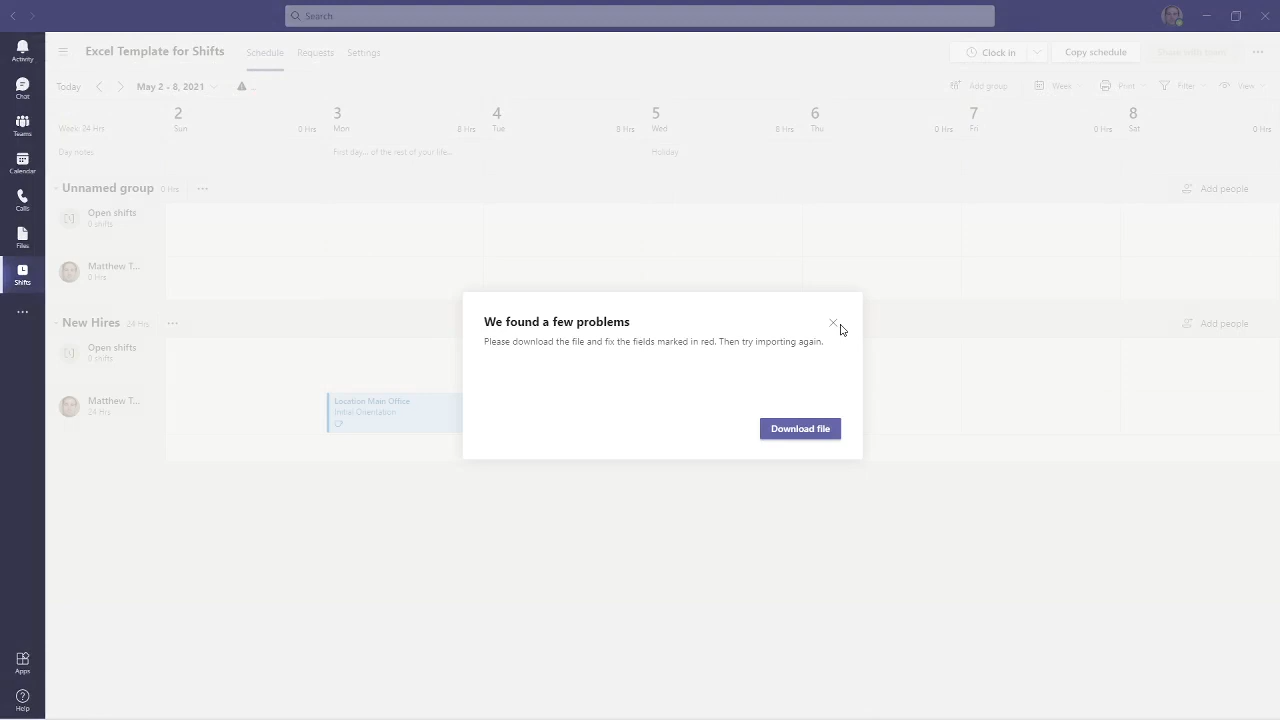 Search
Activity
Chat
Teams
Calendar
Calls
Files
Shifts
Apps
Help
Excel Template for Shifts
Schedule
Requests
Settings
Clock in
Copy schedule
Share with team
Today
May 2 - 8, 2021
Add group
Week
Print
Filter
View
Week: 24 Hrs
2
Sun
0 Hrs
3
Mon
8 Hrs
4
Tue
8 Hrs
5
Wed
8 Hrs
6
Thu
0 Hrs
7
Fri
0 Hrs
8
Sat
0 Hrs
Day notes
First day... of the rest of your life...
Holiday
Unnamed group 0 Hrs
Add people
Open shifts
0 shifts
Matthew T...
0 Hrs
New Hires 24 Hrs
Add people
Open shifts
0 shifts
Matthew T...
24 Hrs
Location Main Office
Initial Orientation
We found a few problems
Please download the file and fix the fields marked in red. Then try importing again.
Download file